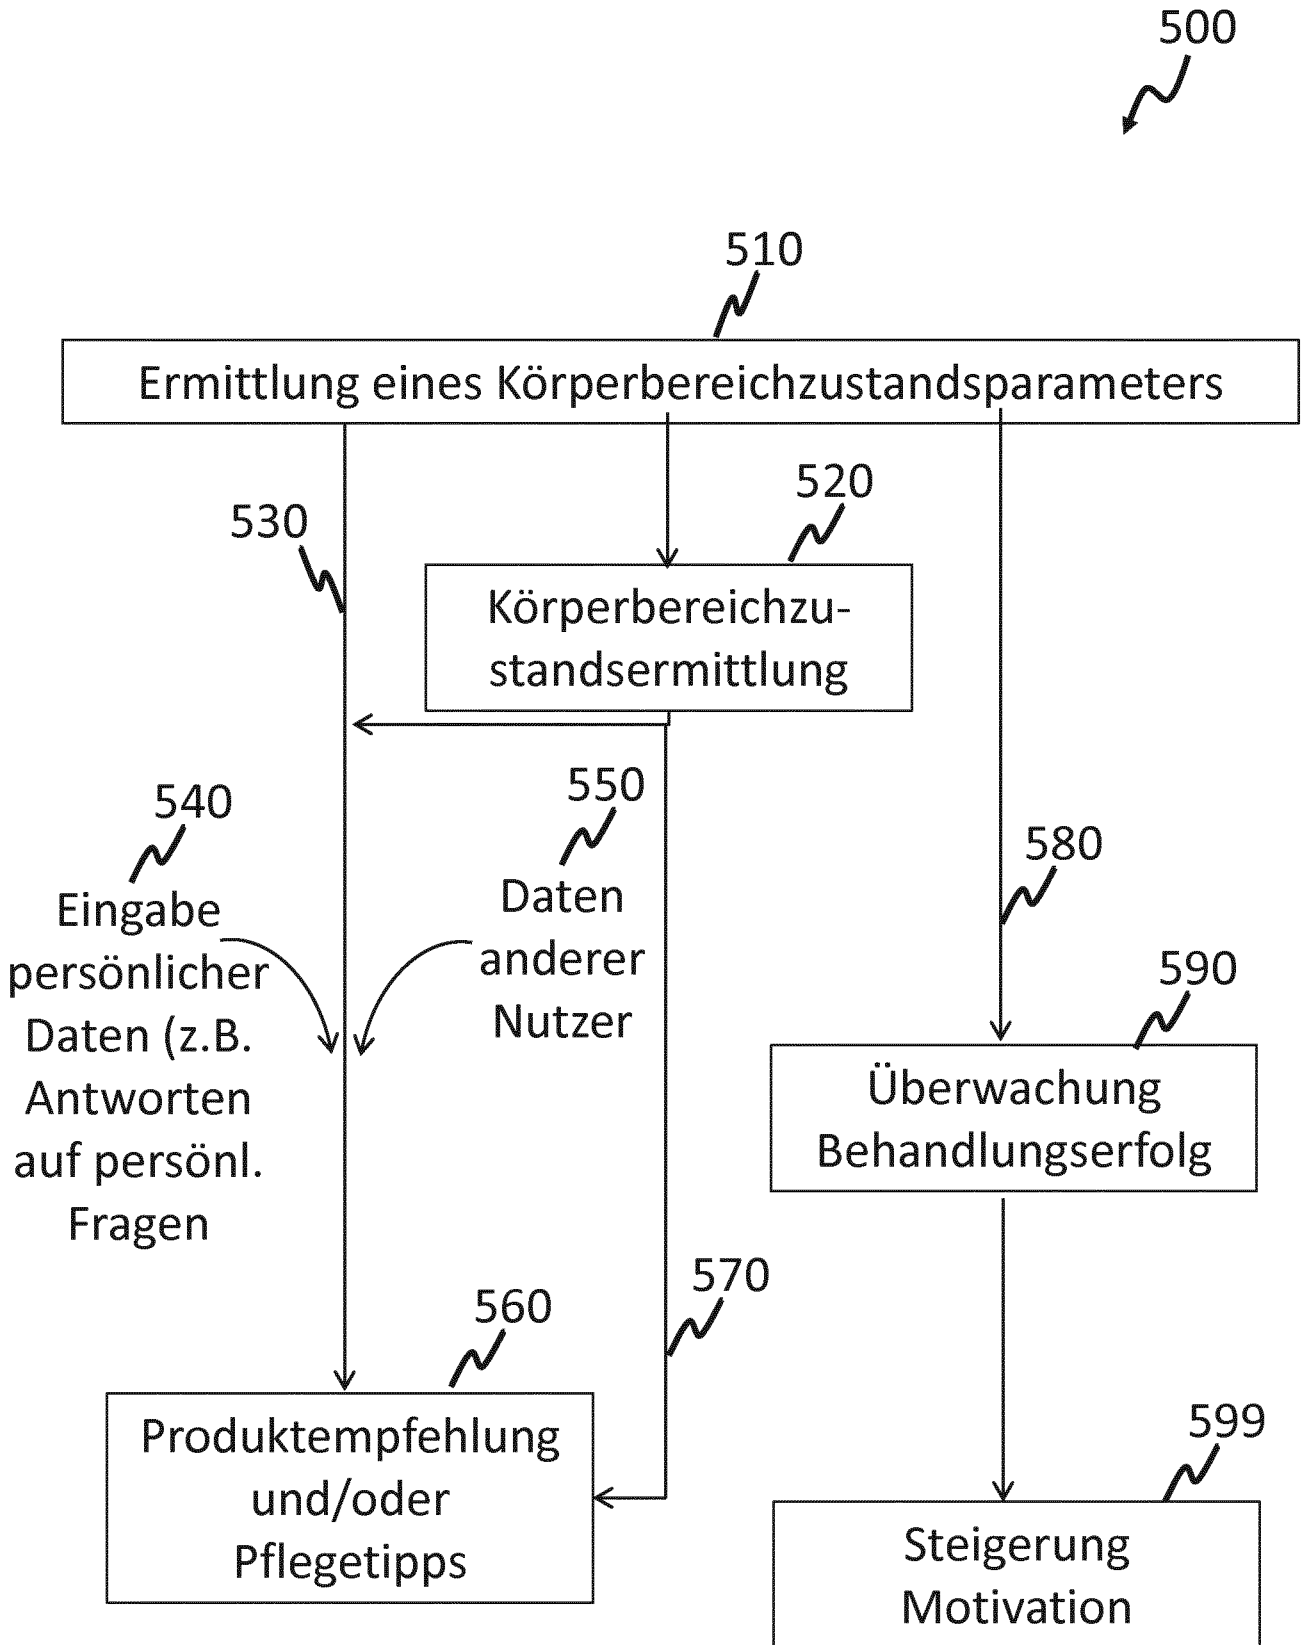 500
510
Ermittlung eines Körperbereichzustandsparameters
520
530
Körperbereichzu-
standsermittlung
540
550
Eingabe
persönlicher
Daten (z.B.
Antworten
auf persönl.
Fragen
Daten
anderer
Nutzer
580
590
Überwachung
Behandlungserfolg
570
560
Produktempfehlung
und/oder
Pflegetipps
599
Steigerung
Motivation